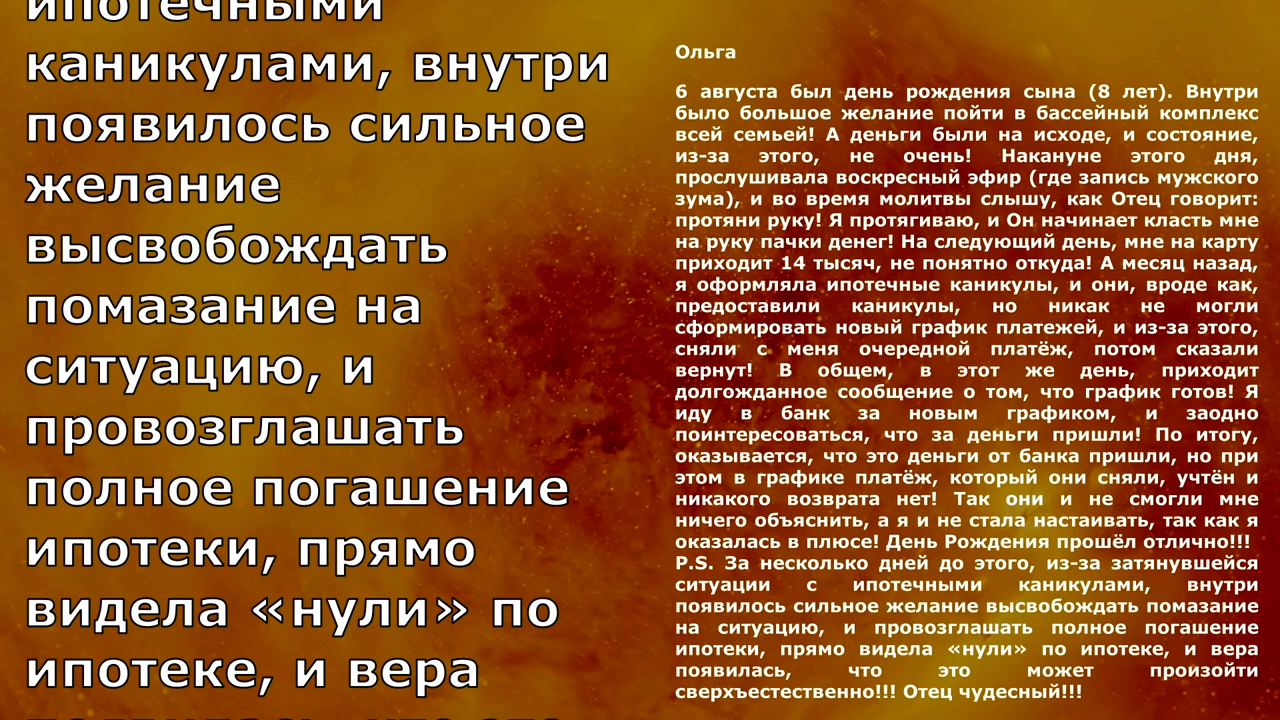 ипотечными
каникулами, внутри
появилось сильное
желание
высвобождать
помазание на
ситуацию, и
провозглашать
полное погашение
ипотеки, прямо
видела «нули» по
ипотеке, и вера
Ольга
6 августа был день рождения сына (8 лет). Внутри
было большое желание пойти в бассейный комплекс
всей семьей! А деньги были на исходе, и состояние,
из-за этого, не очень! Накануне этого дня,
прослушивала воскресный эфир (где запись мужского
зума), и во время молитвы слышу, как Отец говорит:
протяни руку! Я протягиваю, и Он начинает класть мне
на руку пачки денег! На следующий день, мне на карту
приходит 14 тысяч, не понятно откуда! А месяц назад,
я оформляла ипотечные каникулы, и они, вроде как,
предоставили каникулы, но никак не могли
сформировать новый график платежей, и из-за этого,
сняли с меня очередной платёж, потом сказали
вернут! В общем, в этот же день, приходит
долгожданное сообщение о том, что график готов! Я
иду в банк за новым графиком, и заодно
поинтересоваться, что за деньги пришли! По итогу,
оказывается, что это деньги от банка пришли, но при
этом в графике платёж, который они сняли, учтён и
никакого возврата нет! Так они и не смогли мне
ничего объяснить, а я и не стала настаивать, так как я
оказалась в плюсе! День Рождения прошёл отлично!!!
P.S. За несколько дней до этого, из-за затянувшейся
ситуации с ипотечными каникулами, внутри
появилось сильное желание высвобождать помазание
на ситуацию, и провозглашать полное погашение
ипотеки, прямо видела «нули» по ипотеке, и вера
появилась, что это может произойти
сверхъестественно!!! Отец чудесный!!!